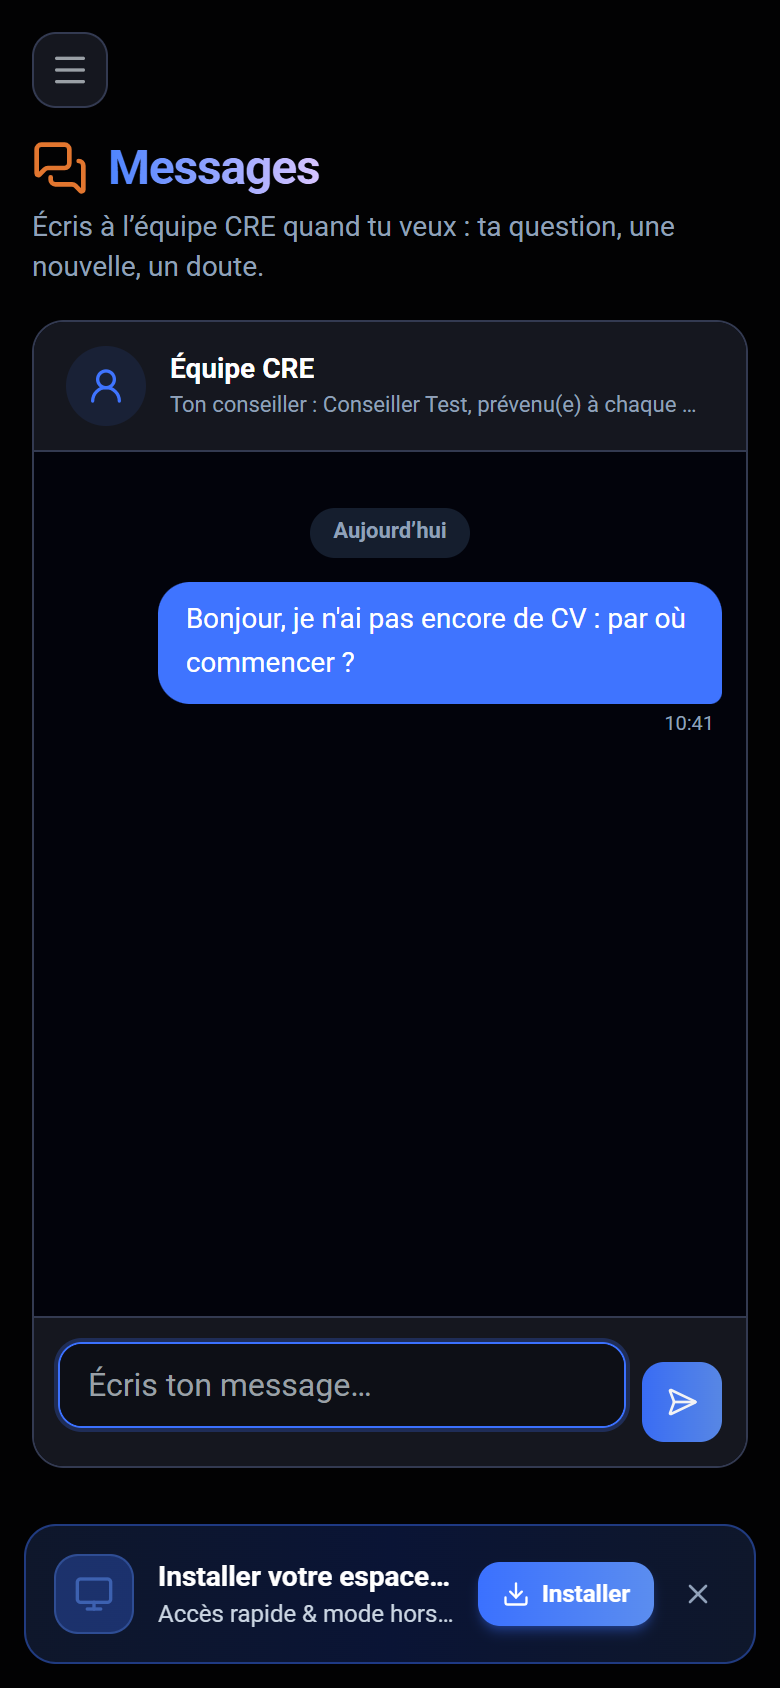 Messages
Écris à l’équipe CRE quand tu veux : ta question, une
nouvelle, un doute.
Équipe CRE
Ton conseiller : Conseiller Test, prévenu(e) à chaque ...
Aujourd’hui
Bonjour, je n'ai pas encore de CV : par où
commencer ?
10:41
Écris ton message…
Installer votre espace...
Accès rapide & mode hors...
Installer